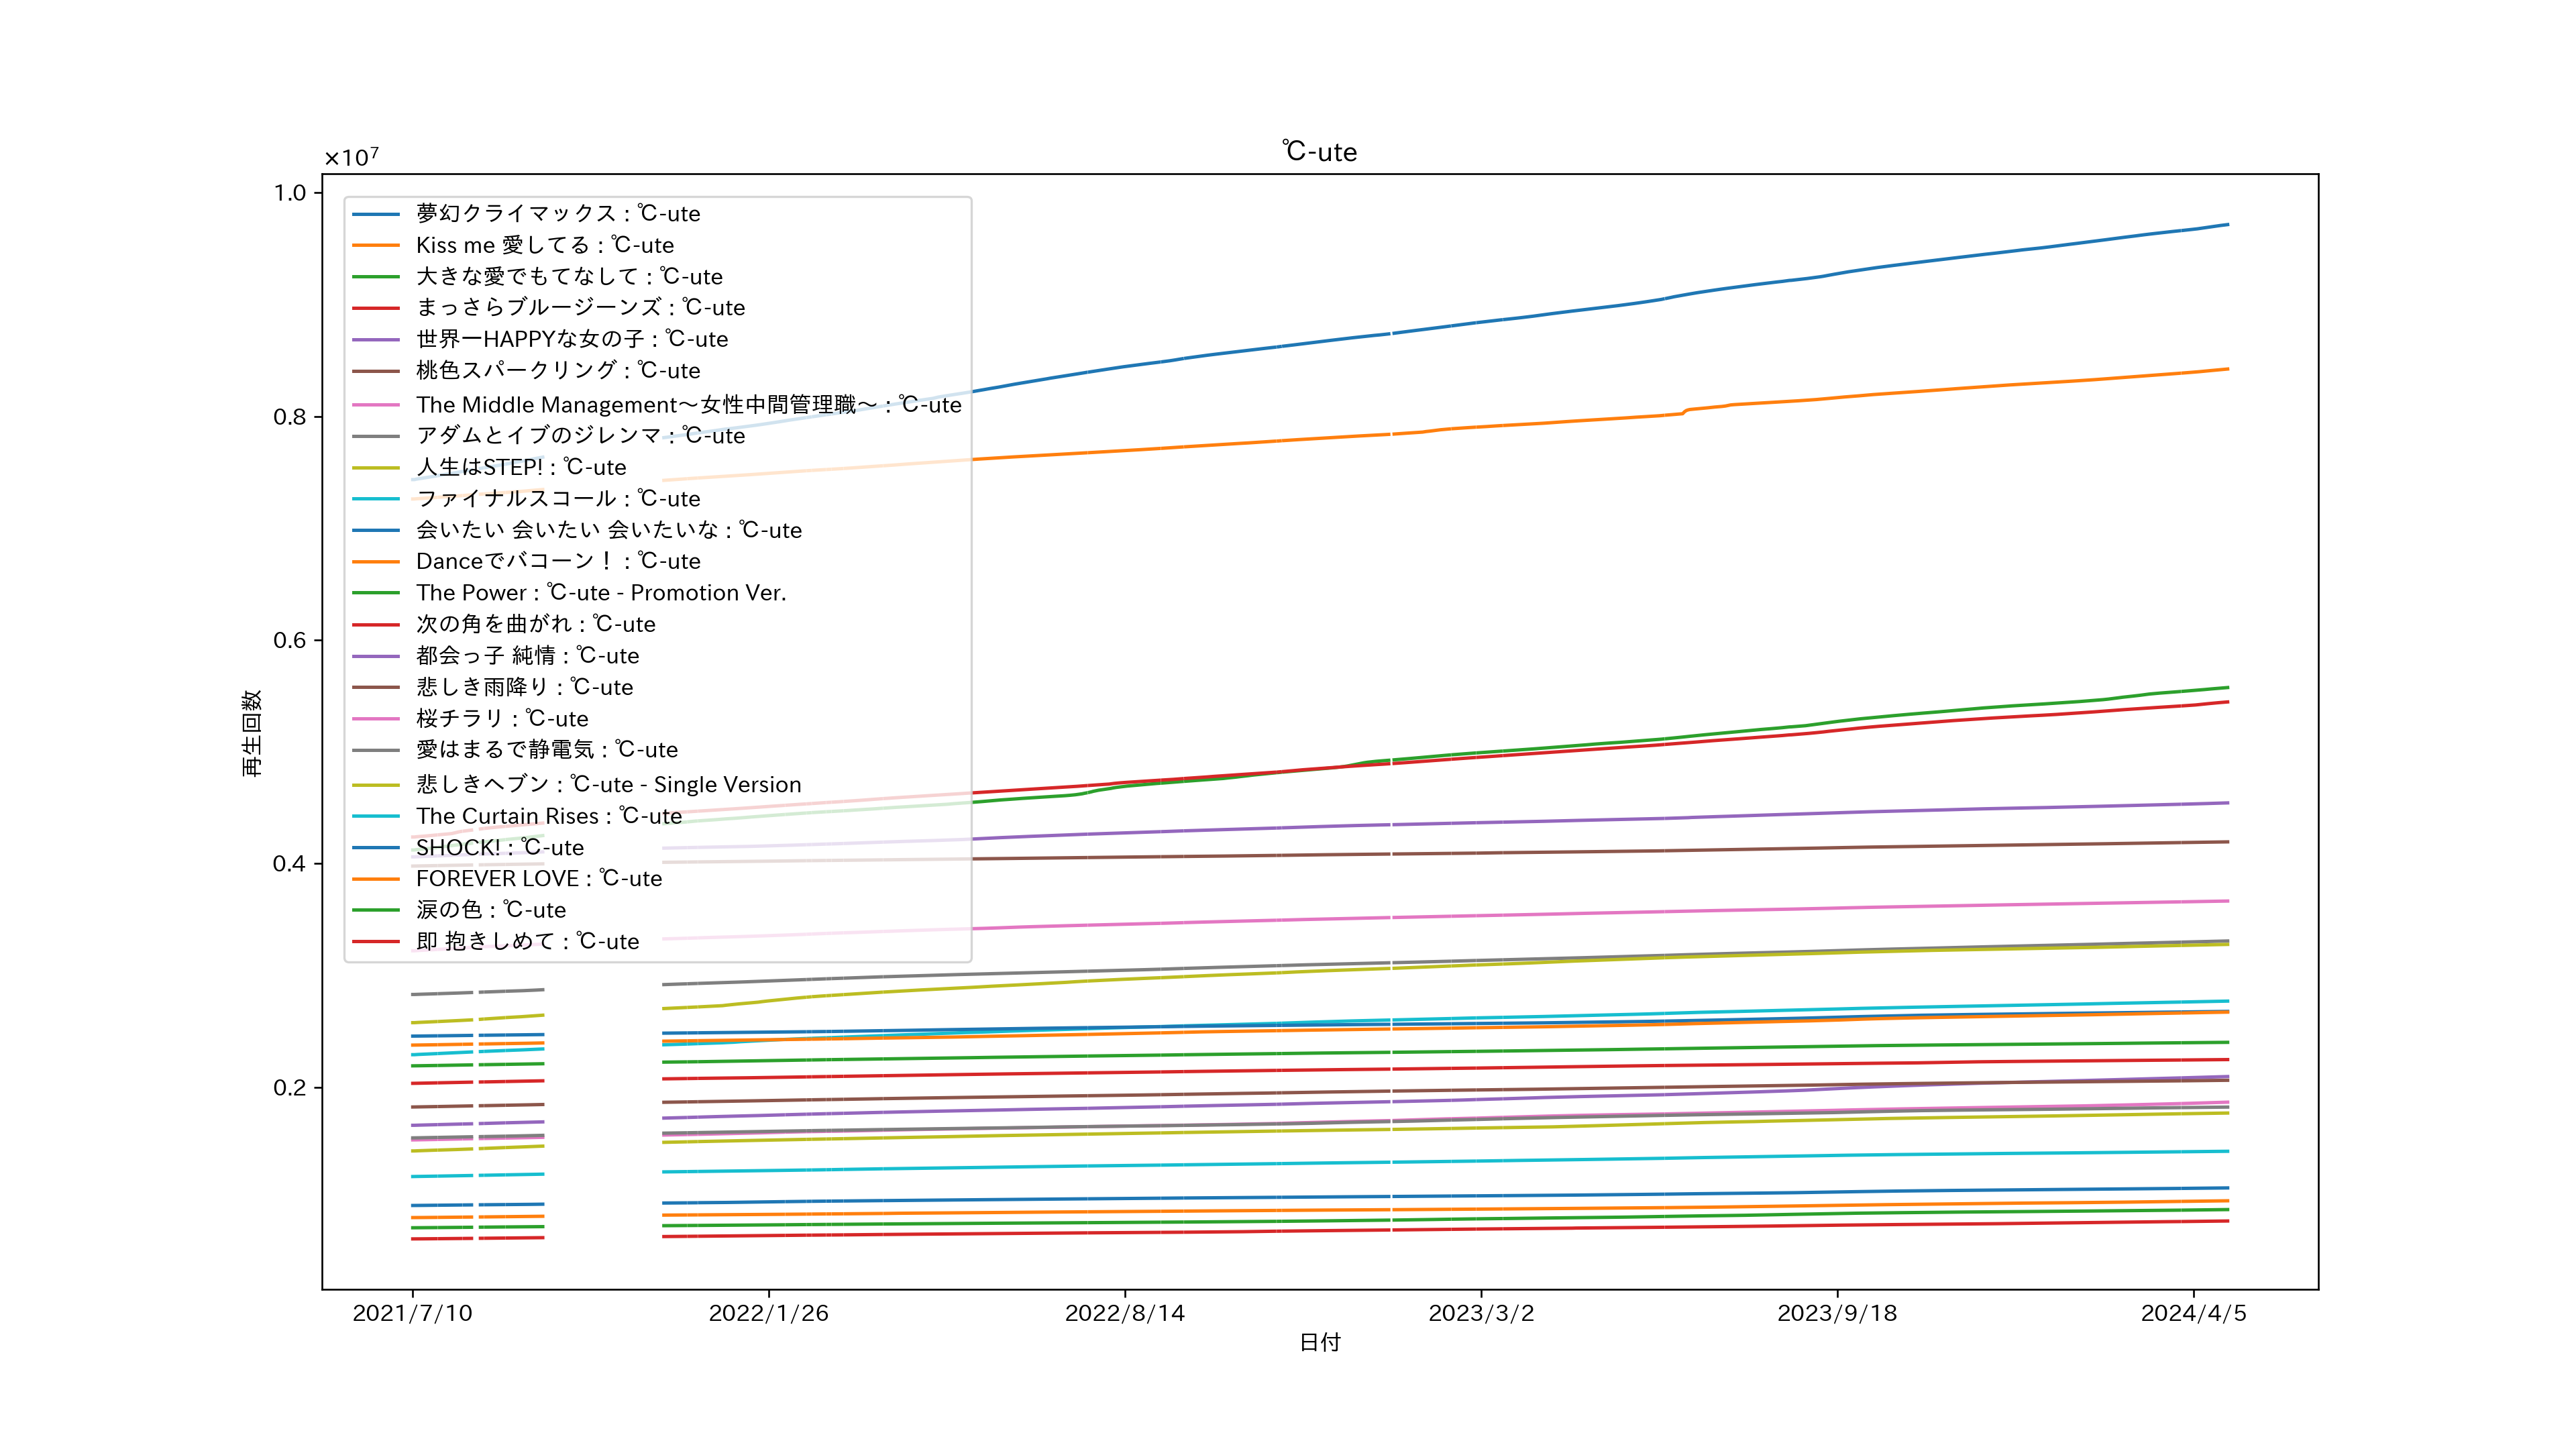 ℃-ute
×10⁷
1.0
0.8
0.6
0.4
0.2
再生回数
夢幻クライマックス : ℃-ute
Kiss me 愛してる : ℃-ute
大きな愛でもてなして : ℃-ute
まっさらブルージーンズ : ℃-ute
世界一HAPPYな女の子 : ℃-ute
桃色スパークリング : ℃-ute
The Middle Management〜女性中間管理職〜 : ℃-ute
アダムとイブのジレンマ : ℃-ute
人生はSTEP! : ℃-ute
ファイナルスコール : ℃-ute
会いたい 会いたい 会いたいな : ℃-ute
Danceでバコーン！ : ℃-ute
The Power : ℃-ute - Promotion Ver.
次の角を曲がれ : ℃-ute
都会っ子 純情 : ℃-ute
悲しき雨降り : ℃-ute
桜チラリ : ℃-ute
愛はまるで静電気 : ℃-ute
悲しきヘブン : ℃-ute - Single Version
The Curtain Rises : ℃-ute
SHOCK! : ℃-ute
FOREVER LOVE : ℃-ute
涙の色 : ℃-ute
即 抱きしめて : ℃-ute
2021/7/10 2022/1/26 2022/8/14 2023/3/2 2023/9/18 2024/4/5
日付